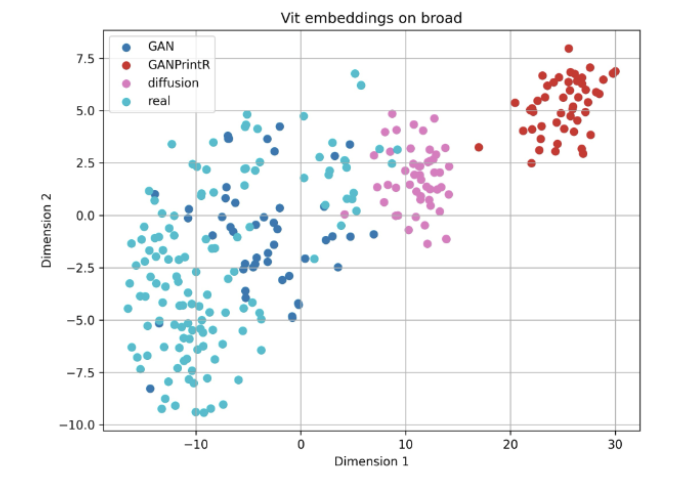 Vit embeddings on broad
GAN
GANPrintR
diffusion
real
7.5
5.0
2.5
0.0
−2.5
−5.0
−7.5
−10.0
Dimension 2
−10 0 10 20 30
Dimension 1